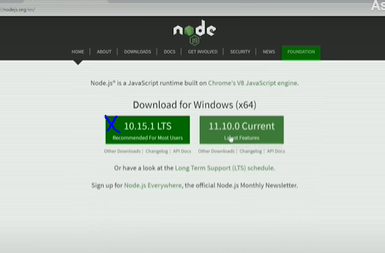 nodejs.org/en/
As
node
JS
HOME | ABOUT | DOWNLOADS | DOCS | GET INVOLVED | SECURITY | NEWS | FOUNDATION
Node.js® is a JavaScript runtime built on Chrome's V8 JavaScript engine.
Download for Windows (x64)
10.15.1 LTS
Recommended For Most Users
11.10.0 Current
Latest Features
Other Downloads | Changelog | API Docs
Other Downloads | Changelog | API Docs
Or have a look at the Long Term Support (LTS) schedule.
Sign up for Node.js Everywhere, the official Node.js Monthly Newsletter.